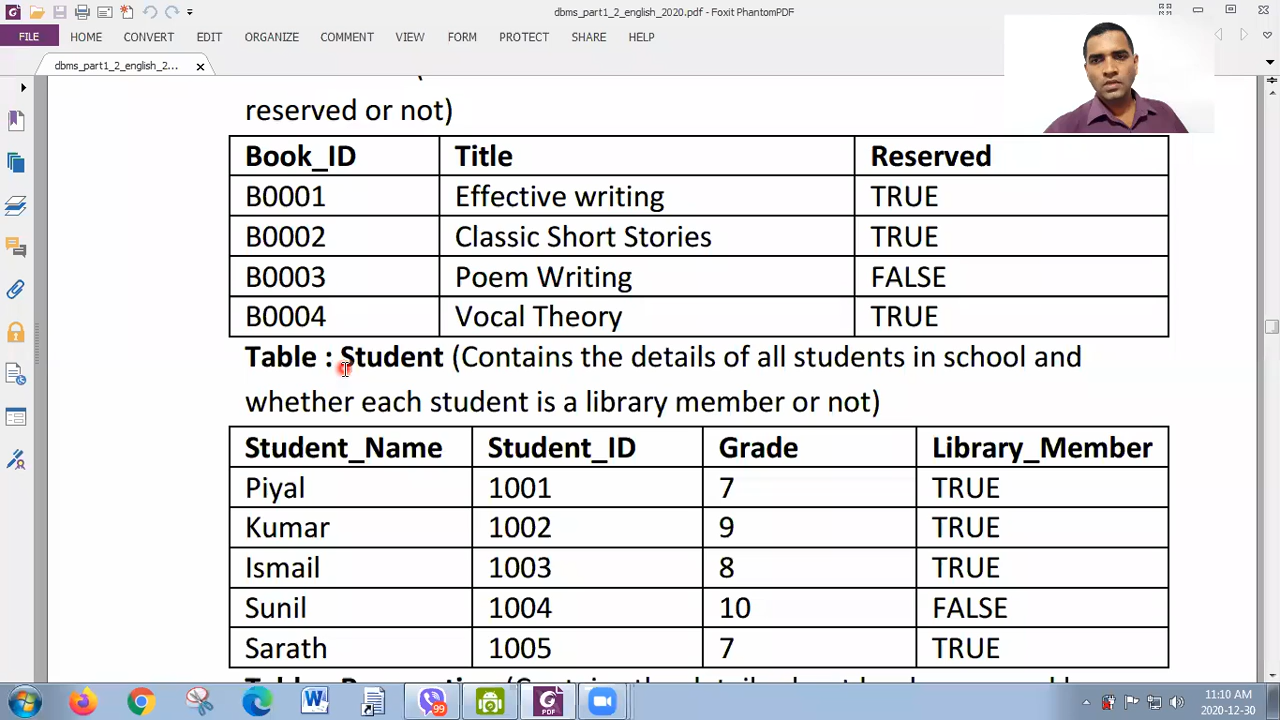 dbms_part1_2_english_2020.pdf - Foxit PhantomPDF
FILE HOME CONVERT EDIT ORGANIZE COMMENT VIEW FORM PROTECT SHARE HELP
dbms_part1_2_english_2...
reserved or not)
Book_ID Title Reserved
B0001 Effective writing TRUE
B0002 Classic Short Stories TRUE
B0003 Poem Writing FALSE
B0004 Vocal Theory TRUE
Table : Student (Contains the details of all students in school and
whether each student is a library member or not)
Student_Name Student_ID Grade Library_Member
Piyal 1001 7 TRUE
Kumar 1002 9 TRUE
Ismail 1003 8 TRUE
Sunil 1004 10 FALSE
Sarath 1005 7 TRUE
99
PDF
11:10 AM
2020-12-30